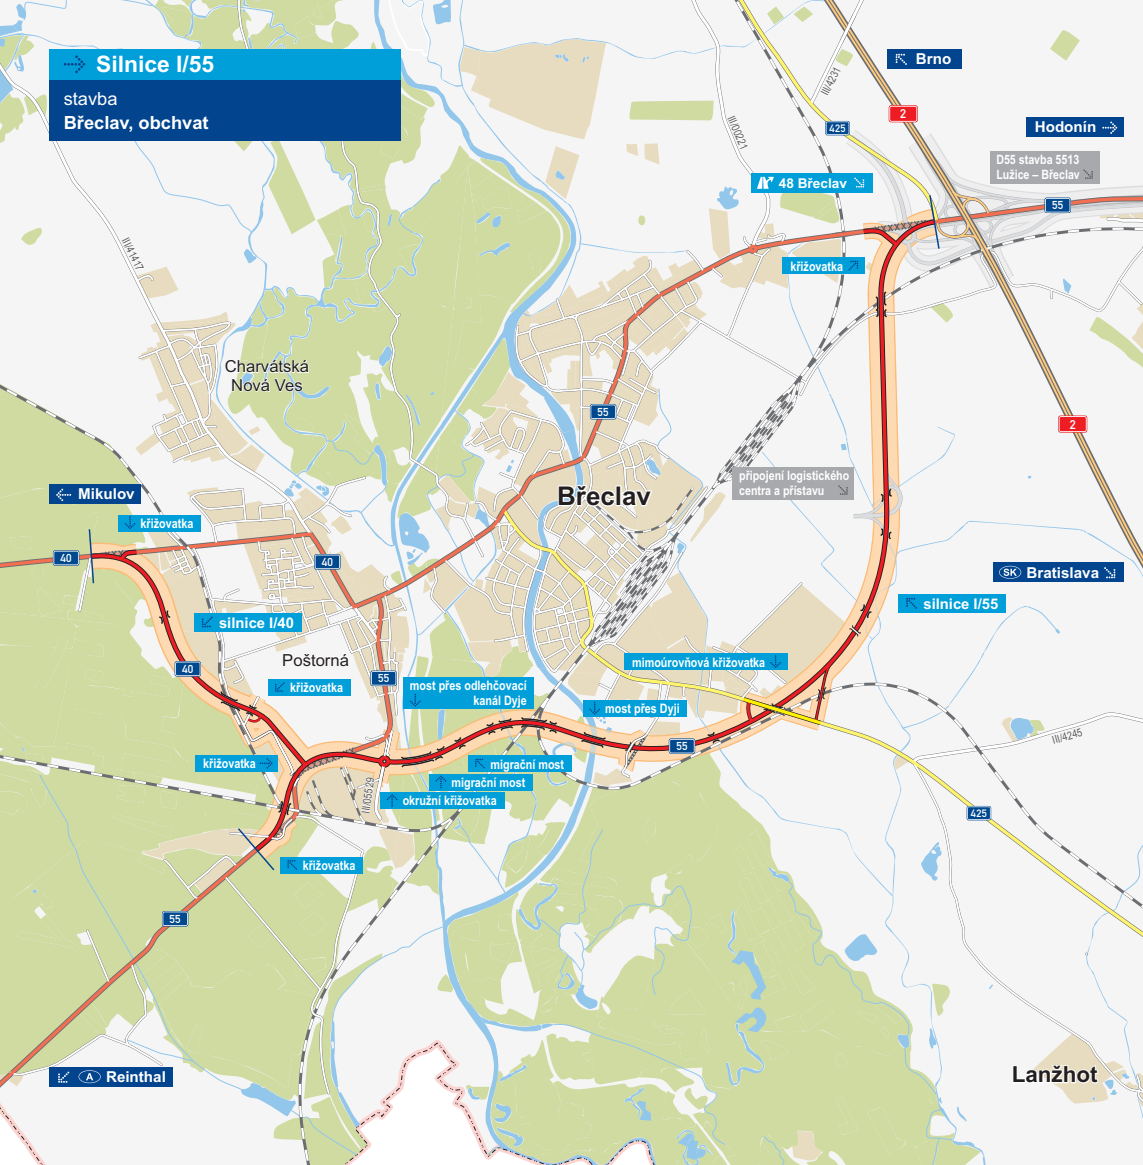 Silnice I/55
stavba
Břeclav, obchvat
Brno
III/4231
2
425
Hodonín
III/00221
D55 stavba 5513
Lužice – Břeclav
48 Břeclav
55
křižovatka
III/41417
Charvátská
Nová Ves
55
2
připojení logistického
centra a přístavu
Břeclav
Mikulov
křižovatka
40
40
SK Bratislava
silnice I/55
silnice I/40
Poštorná
40
křižovatka
55
most přes odlehčovací
kanál Dyje
mimoúrovňová křižovatka
most přes Dyji
55
III/4245
křižovatka
migrační most
migrační most
III/05529
okružní křižovatka
425
křižovatka
55
A Reinthal
Lanžhot